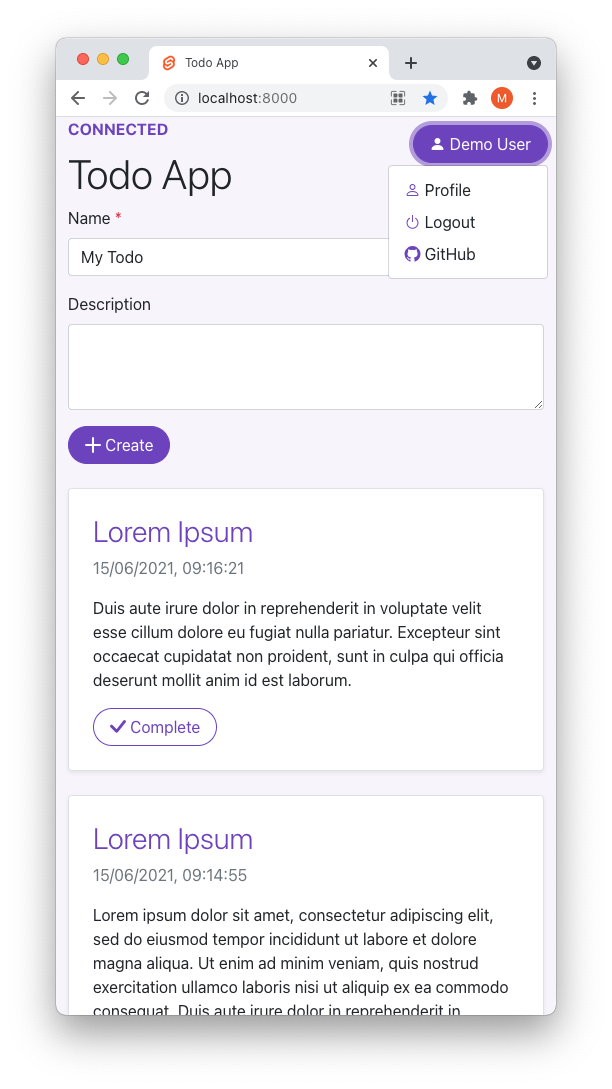 Todo App
localhost:8000
M
CONNECTED
Demo User
Todo App
Profile
Name *
Logout
My Todo
GitHub
Description
Create
Lorem Ipsum
15/06/2021, 09:16:21
Duis aute irure dolor in reprehenderit in voluptate velit
esse cillum dolore eu fugiat nulla pariatur. Excepteur sint
occaecat cupidatat non proident, sunt in culpa qui officia
deserunt mollit anim id est laborum.
Complete
Lorem Ipsum
15/06/2021, 09:14:55
Lorem ipsum dolor sit amet, consectetur adipiscing elit,
sed do eiusmod tempor incididunt ut labore et dolore
magna aliqua. Ut enim ad minim veniam, quis nostrud
exercitation ullamco laboris nisi ut aliquip ex ea commodo
consequat. Duis aute irure dolor in reprehenderit in